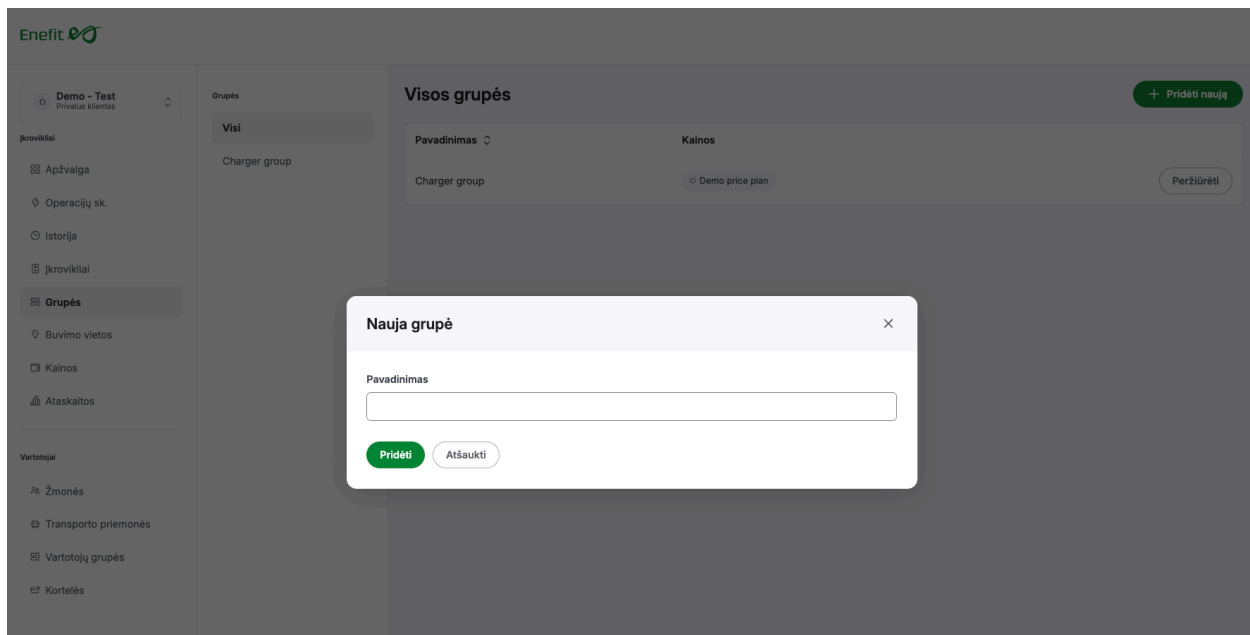 Enefit
Demo - Test
Privatus klientas
Įkrovikliai
Apžvalga
Operacijų sk.
Istorija
Įkrovikliai
Grupės
Buvimo vietos
Kainos
Ataskaitos
Vartotojai
Žmonės
Transporto priemonės
Vartotojų grupės
Kortelės
Grupės
Visi
Charger group
Visos grupės
+ Pridėti naują
Pavadinimas Kainos
Charger group Demo price plan Peržiūrėti
Nauja grupė
Pavadinimas
Pridėti Atšaukti